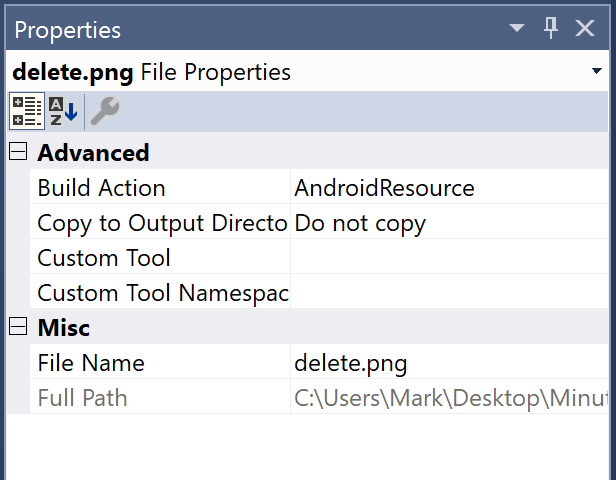 Properties
delete.png File Properties
A
Z
Advanced
Build Action AndroidResource
Copy to Output Directo Do not copy
Custom Tool
Custom Tool Namespac
Misc
File Name delete.png
Full Path C:\Users\Mark\Desktop\Minut